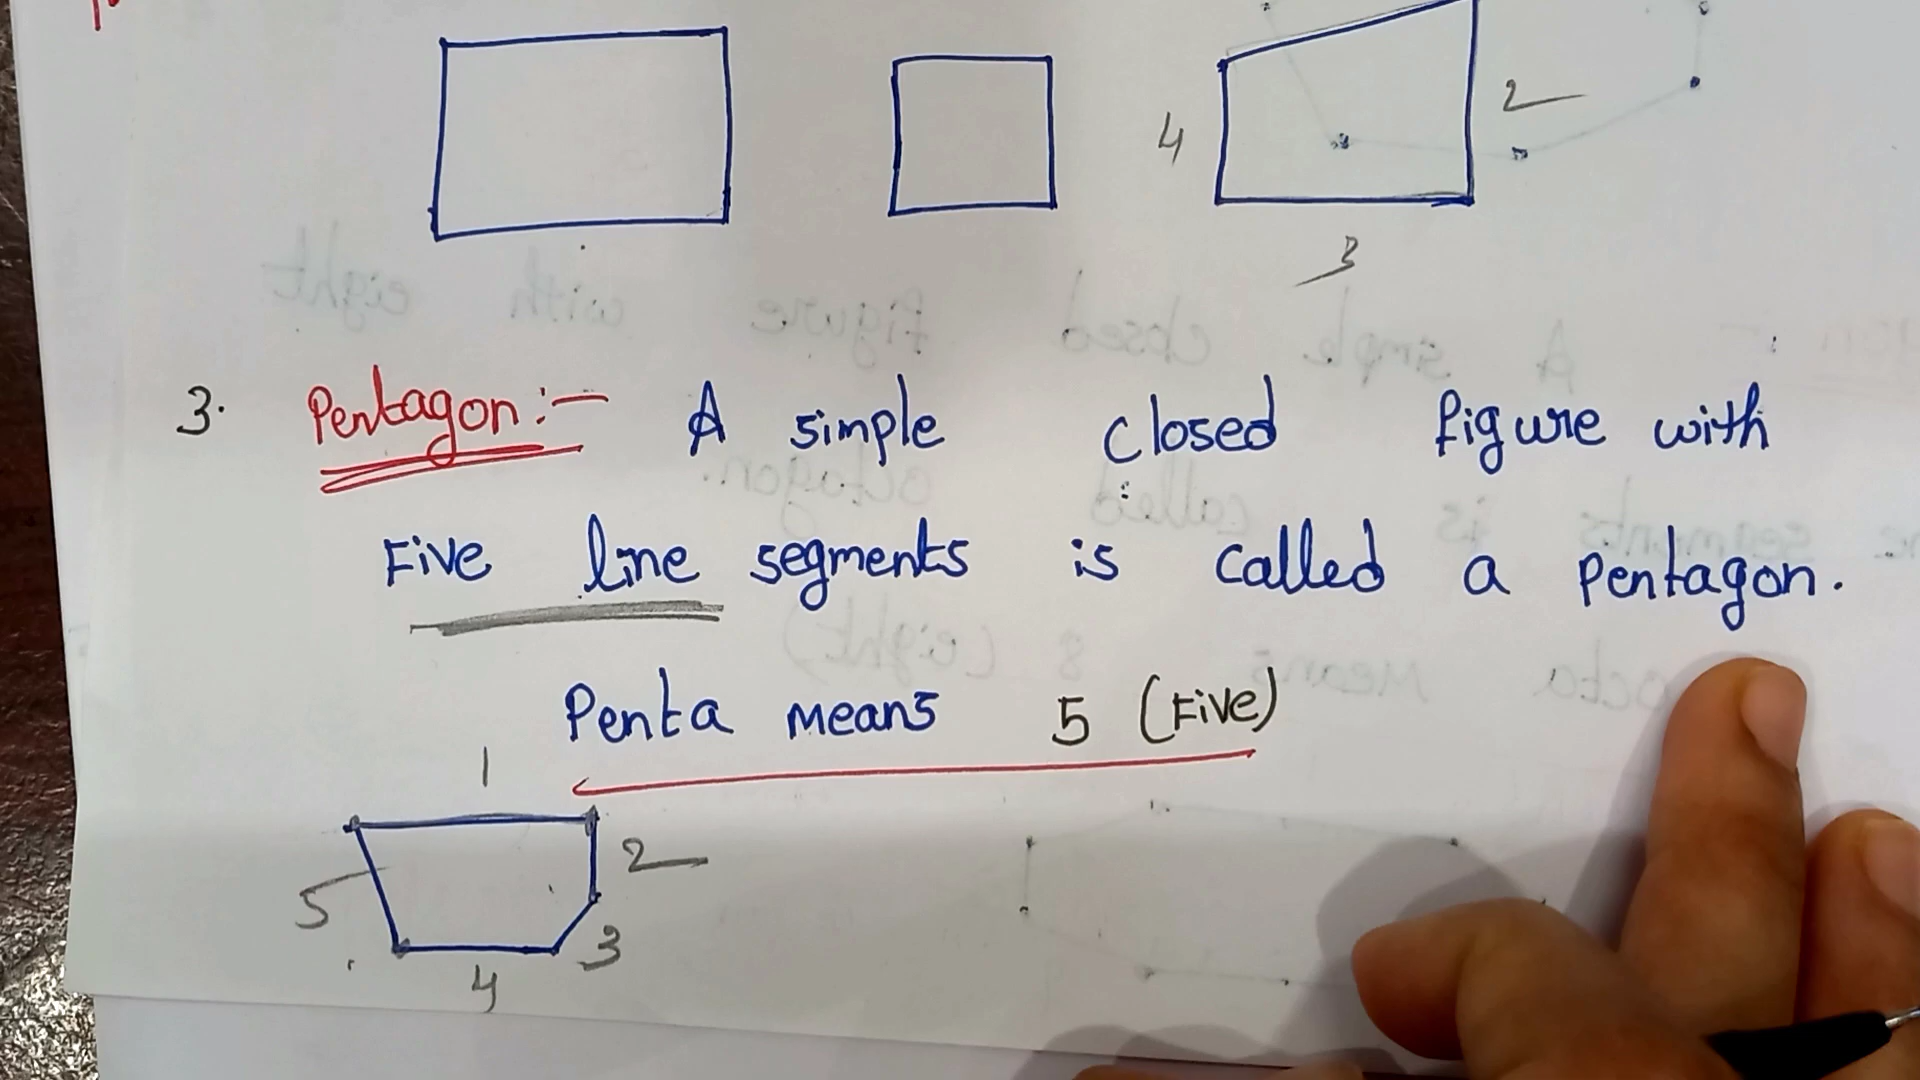 4 2
3
3. Pentagon:- A simple closed figure with
Five line segments is called a pentagon.
Penta means 5 (Five)
1
5 2
3
4